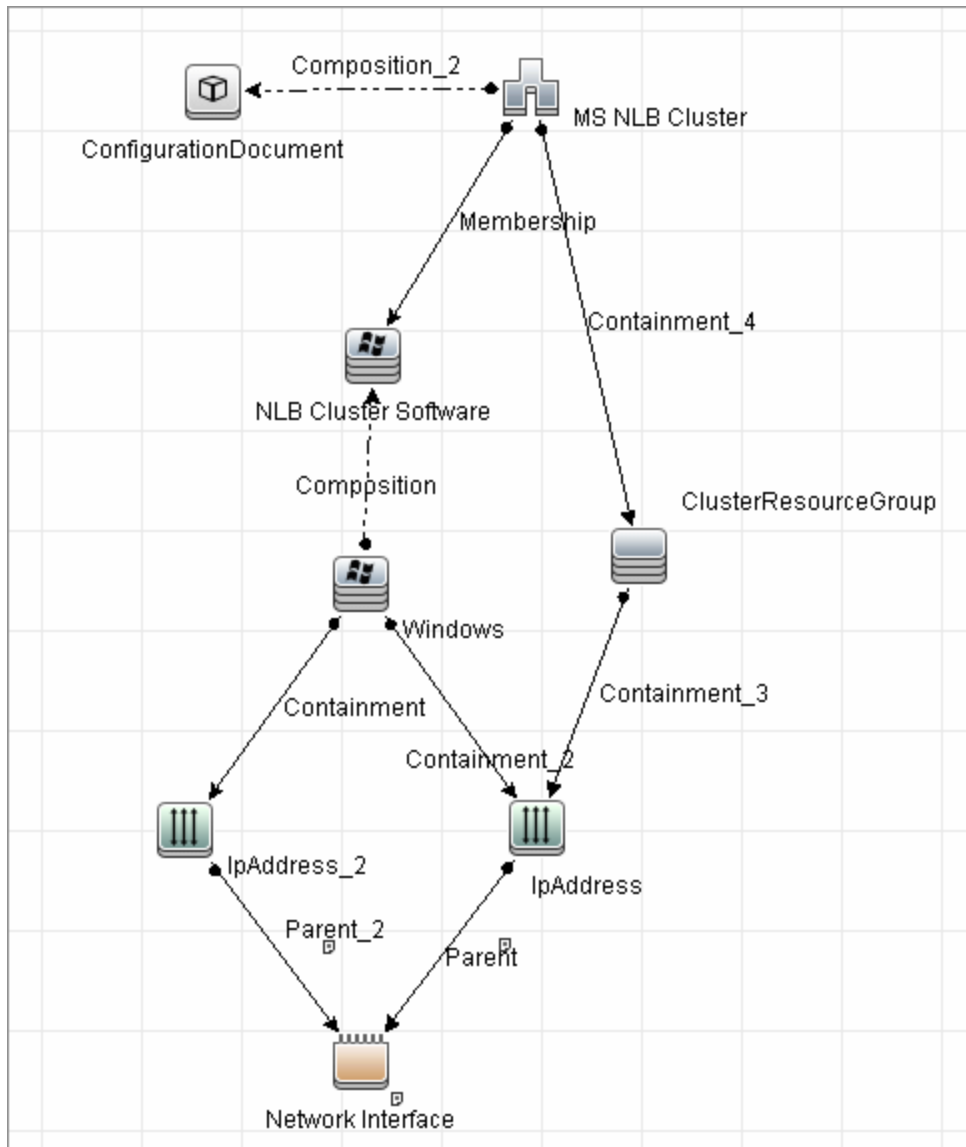 Composition_2
MS NLB Cluster
ConfigurationDocument
Membership
Containment_4
NLB Cluster Software
Composition
ClusterResourceGroup
Windows
Containment_3
Containment
Containment_2
IpAddress_2
IpAddress
Parent_2
Parent
Network Interface